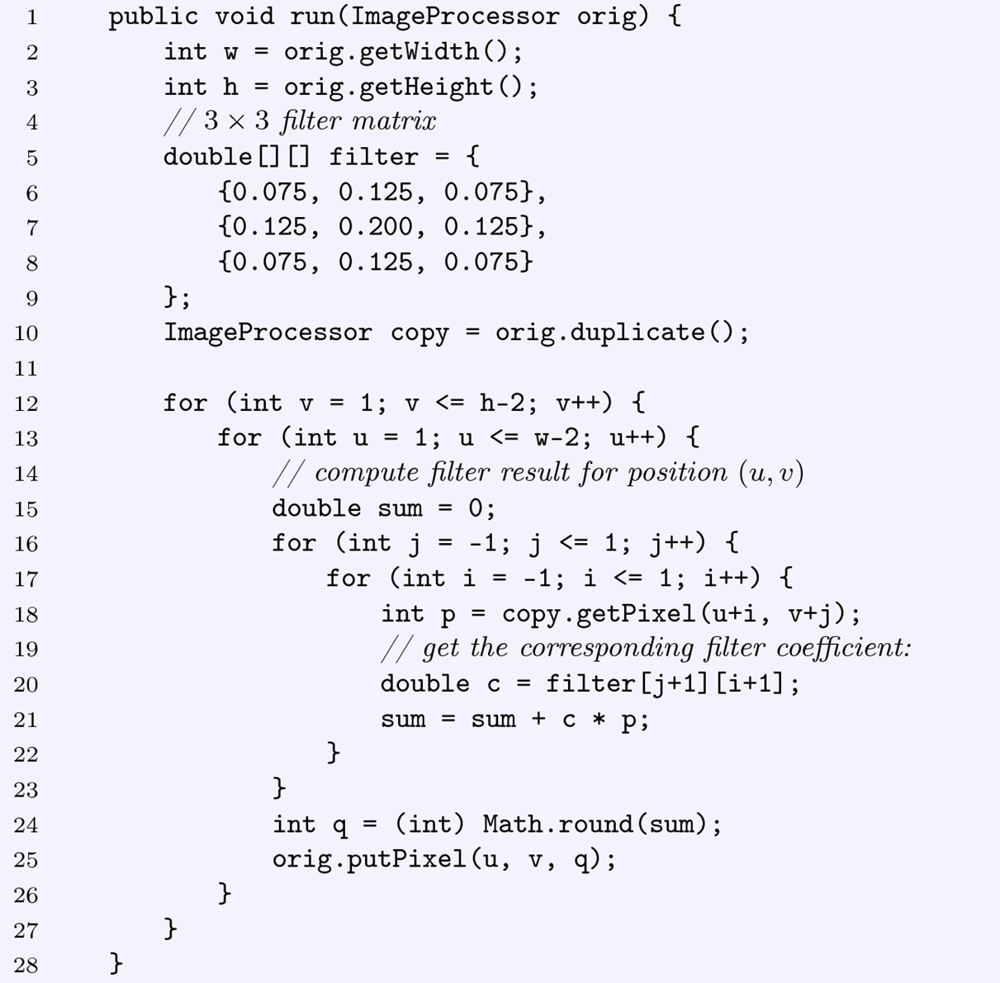 1 public void run(ImageProcessor orig) {
2 int w = orig.getWidth();
3 int h = orig.getHeight();
4 // 3 × 3 filter matrix
5 double[][] filter = {
6 {0.075, 0.125, 0.075},
7 {0.125, 0.200, 0.125},
8 {0.075, 0.125, 0.075}
9 };
10 ImageProcessor copy = orig.duplicate();
11
12 for (int v = 1; v <= h-2; v++) {
13 for (int u = 1; u <= w-2; u++) {
14 // compute filter result for position (u, v)
15 double sum = 0;
16 for (int j = -1; j <= 1; j++) {
17 for (int i = -1; i <= 1; i++) {
18 int p = copy.getPixel(u+i, v+j);
19 // get the corresponding filter coefficient:
20 double c = filter[j+1][i+1];
21 sum = sum + c * p;
22 }
23 }
24 int q = (int) Math.round(sum);
25 orig.putPixel(u, v, q);
26 }
27 }
28 }